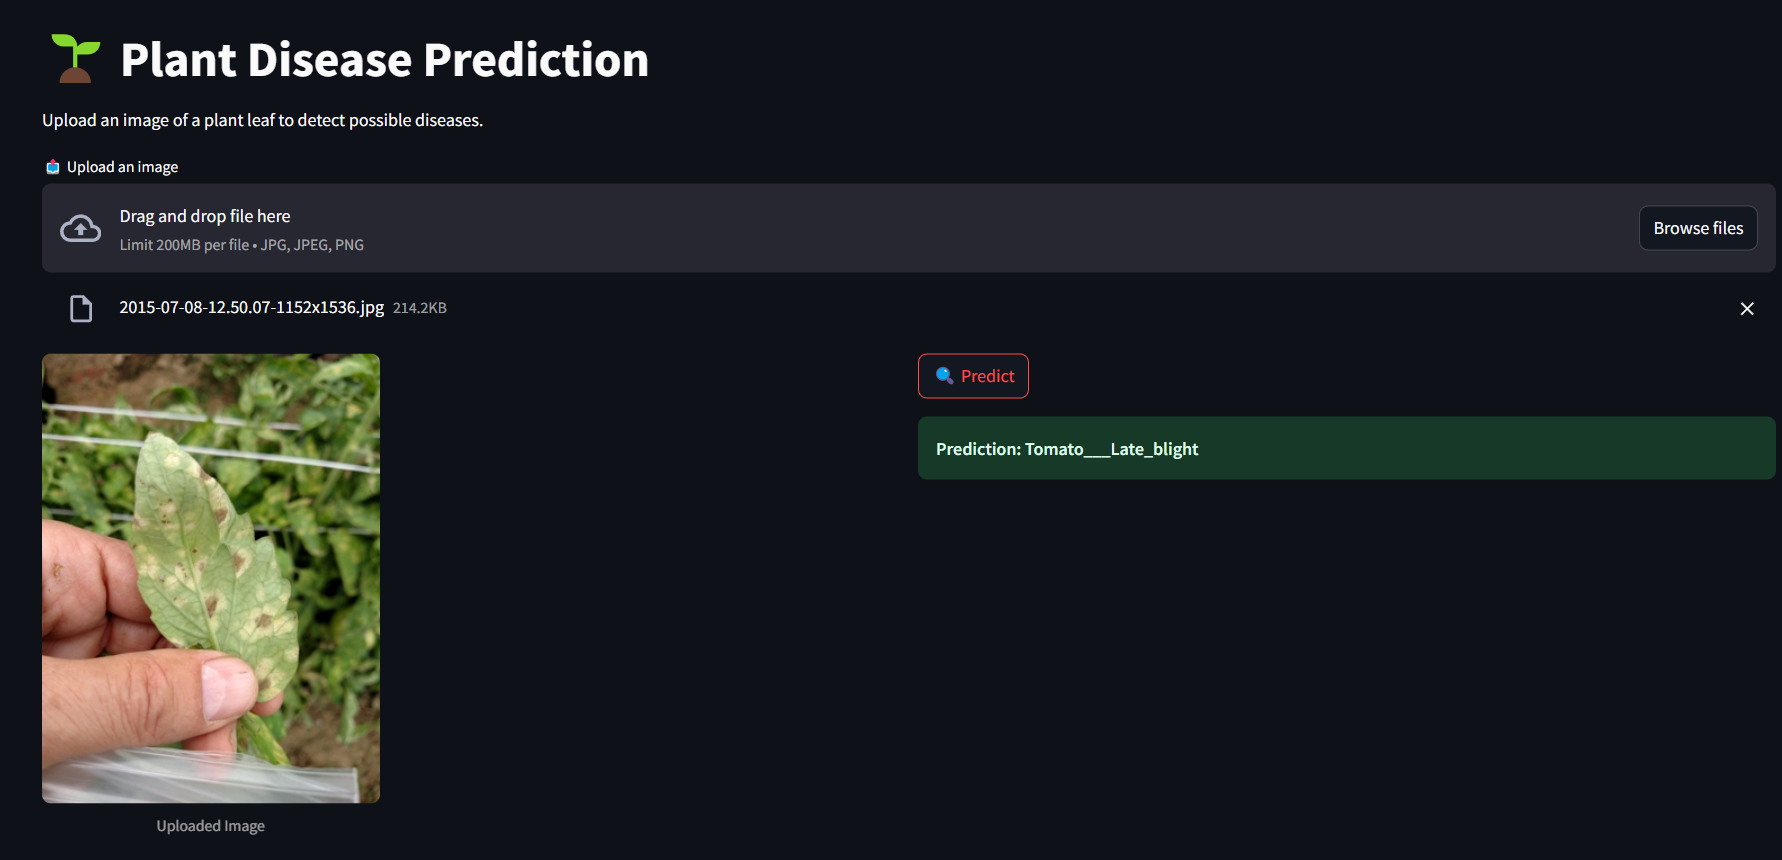 Plant Disease Prediction
Upload an image of a plant leaf to detect possible diseases.
Upload an image
Drag and drop file here
Limit 200MB per file • JPG, JPEG, PNG
Browse files
2015-07-08-12.50.07-1152x1536.jpg 214.2KB
Predict
Prediction: Tomato___Late_blight
Uploaded Image